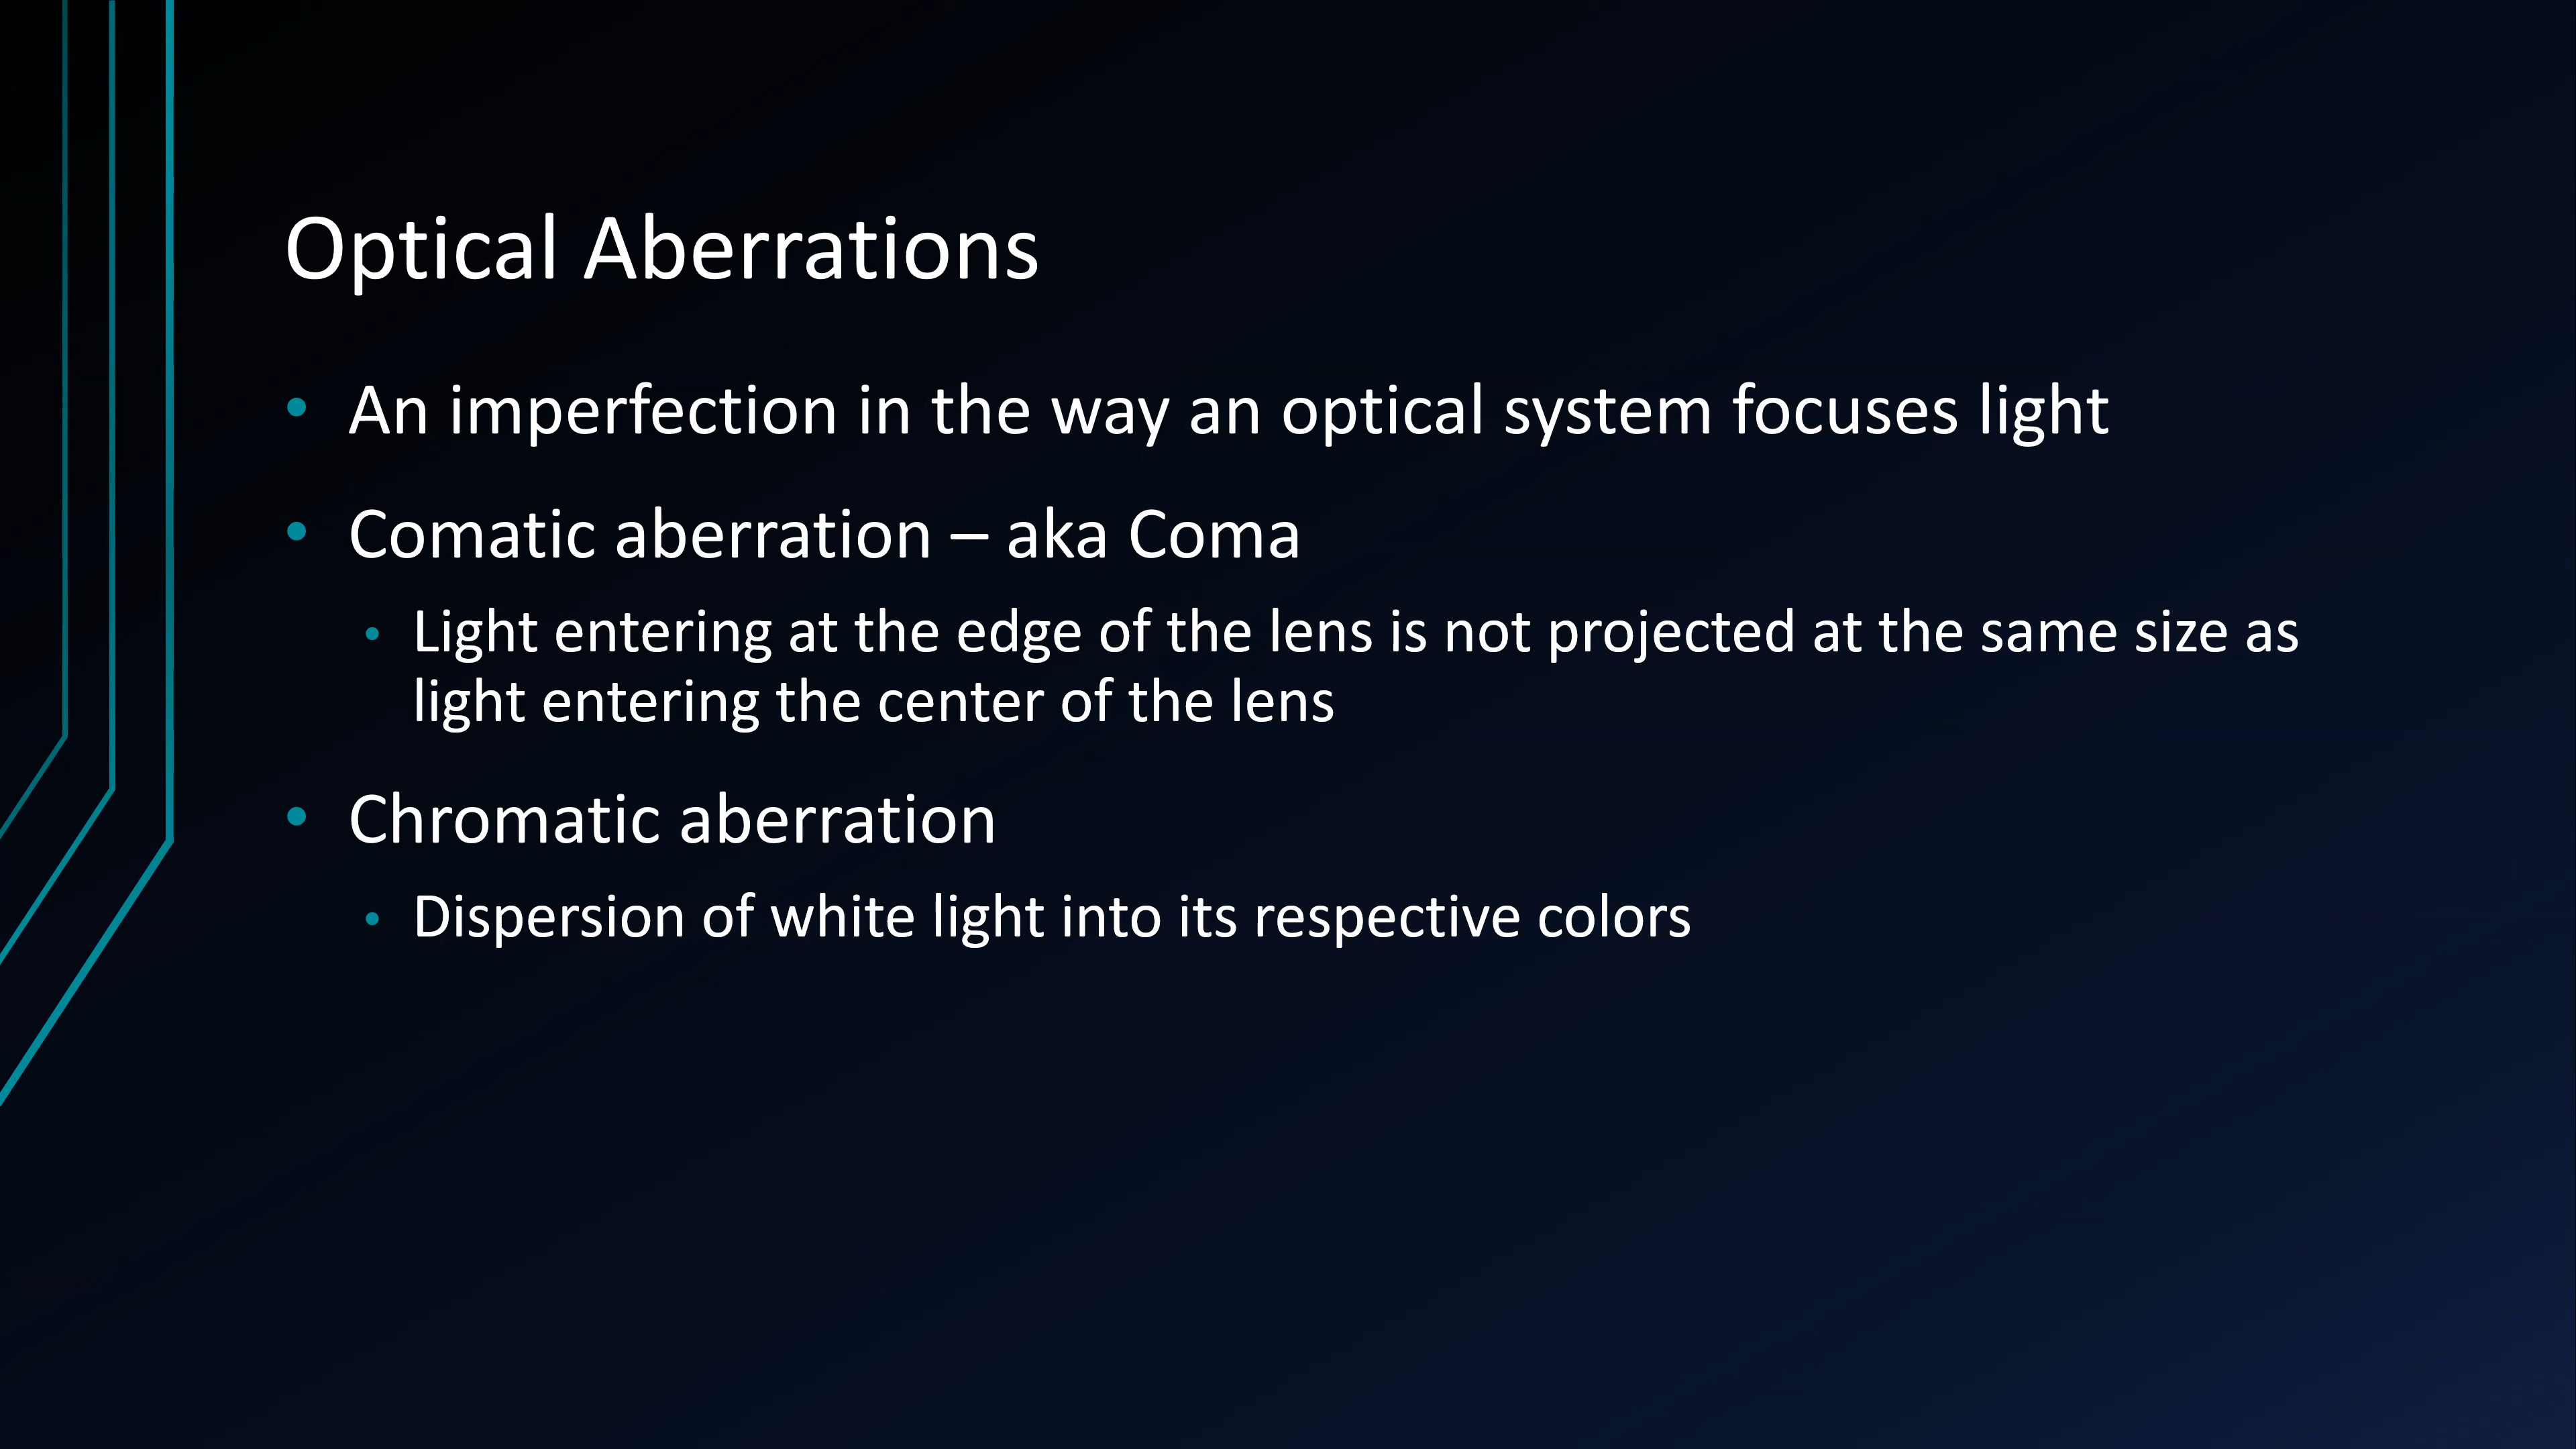 Optical Aberrations
• An imperfection in the way an optical system focuses light
• Comatic aberration – aka Coma
• Light entering at the edge of the lens is not projected at the same size as
light entering the center of the lens
• Chromatic aberration
• Dispersion of white light into its respective colors